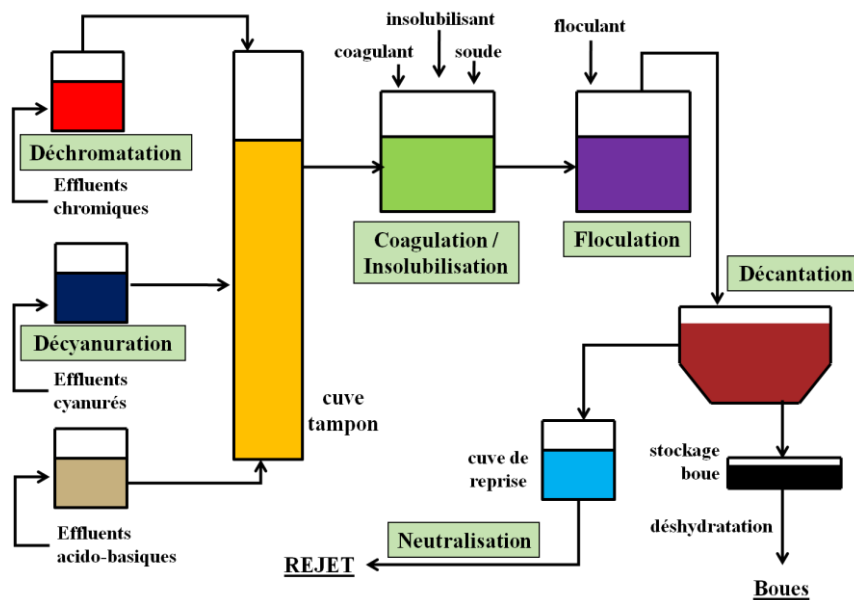 insolubilisant
coagulant
soude
floculant
Déchromatation
Effluents
chromiques
Coagulation /
Insolubilisation
Floculation
Décantation
Décyanuration
Effluents
cyanurés
cuve
tampon
cuve de
reprise
stockage
boue
Effluents
acido-basiques
Neutralisation
déshydratation
REJET
Boues